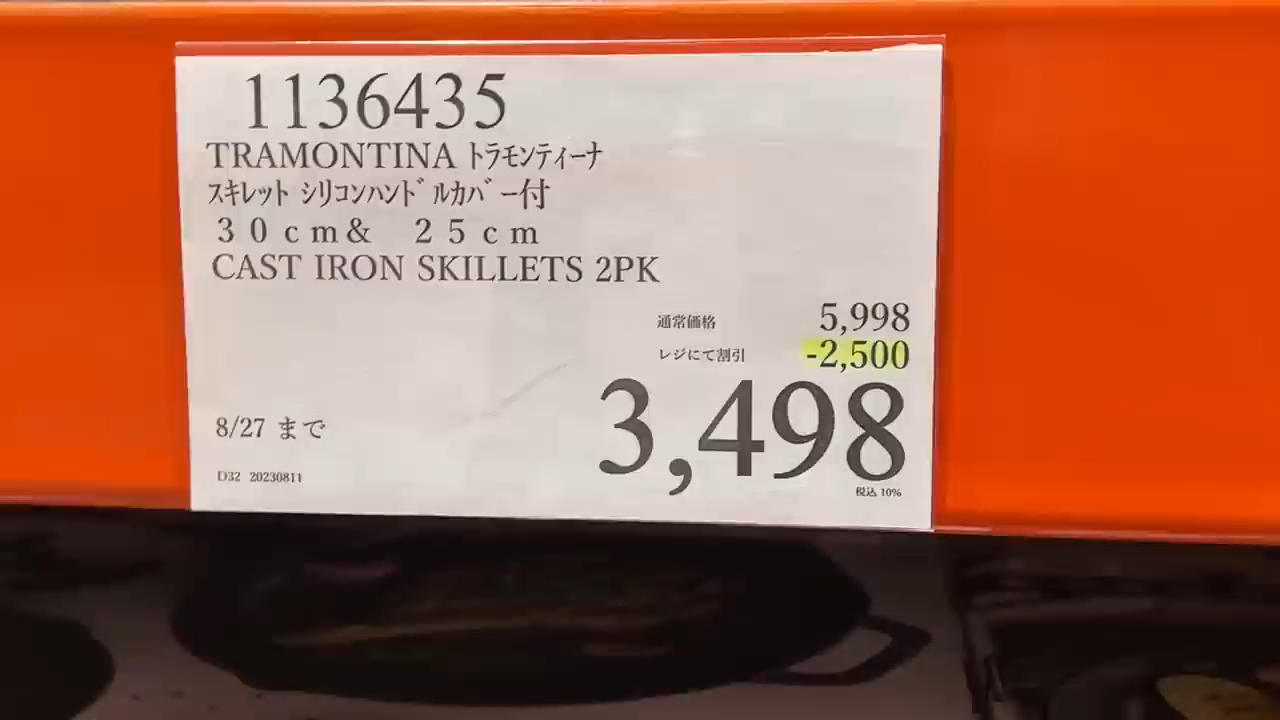 1136435
TRAMONTINA トラモンティーナ
スキレット シリコンハンドルカバー付
３０ｃｍ＆　２５ｃｍ
CAST IRON SKILLETS 2PK
通常価格 5,998
レジにて割引 -2,500
3,498
8/27 まで
D32 20230811
税込 10%